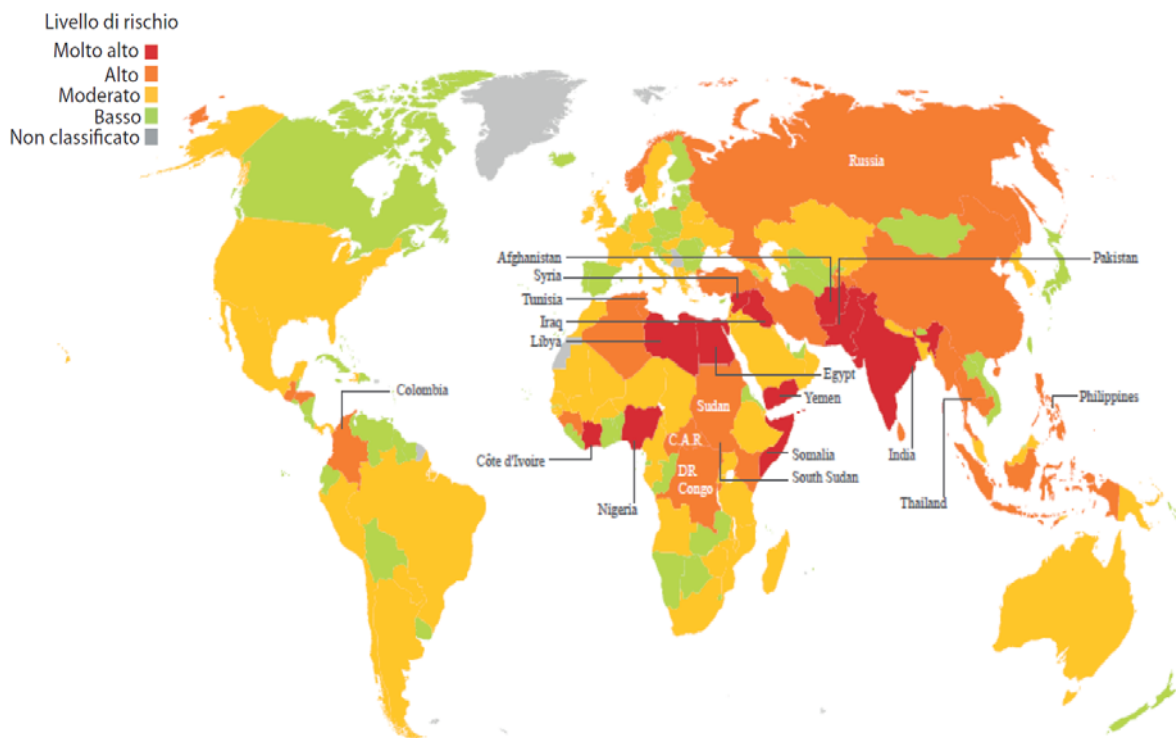 Livello di rischio
Molto alto
Alto
Moderato
Basso
Non classificato
Russia
Afghanistan
Pakistan
Syria
Tunisia
Iraq
Libya
Egypt
Colombia
Yemen
Philippines
Sudan
C.A.R.
Côte d'Ivoire
Somalia
India
DR
Congo
South Sudan
Nigeria
Thailand